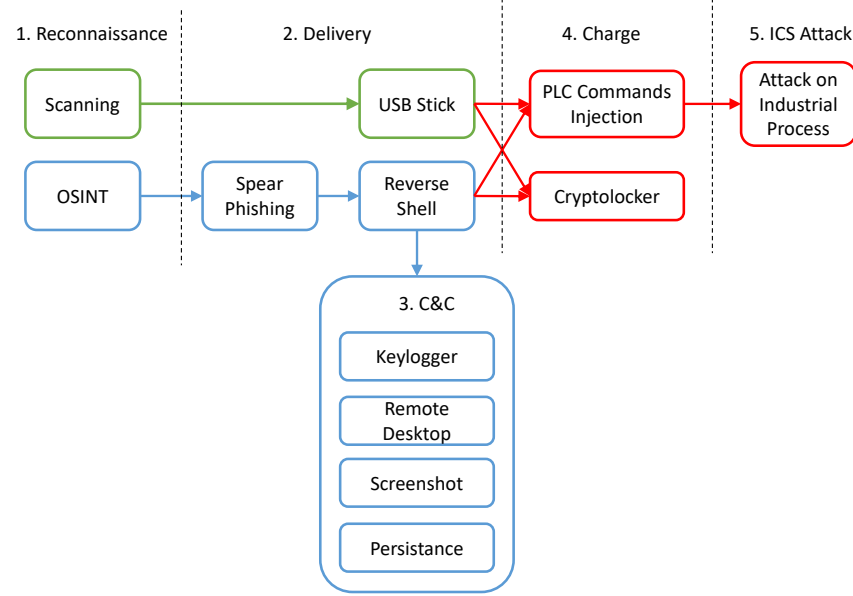 1. Reconnaissance
2. Delivery
4. Charge
5. ICS Attack
Scanning
USB Stick
PLC Commands
Injection
Attack on
Industrial
Process
OSINT
Spear
Phishing
Reverse
Shell
Cryptolocker
3. C&C
Keylogger
Remote
Desktop
Screenshot
Persistance